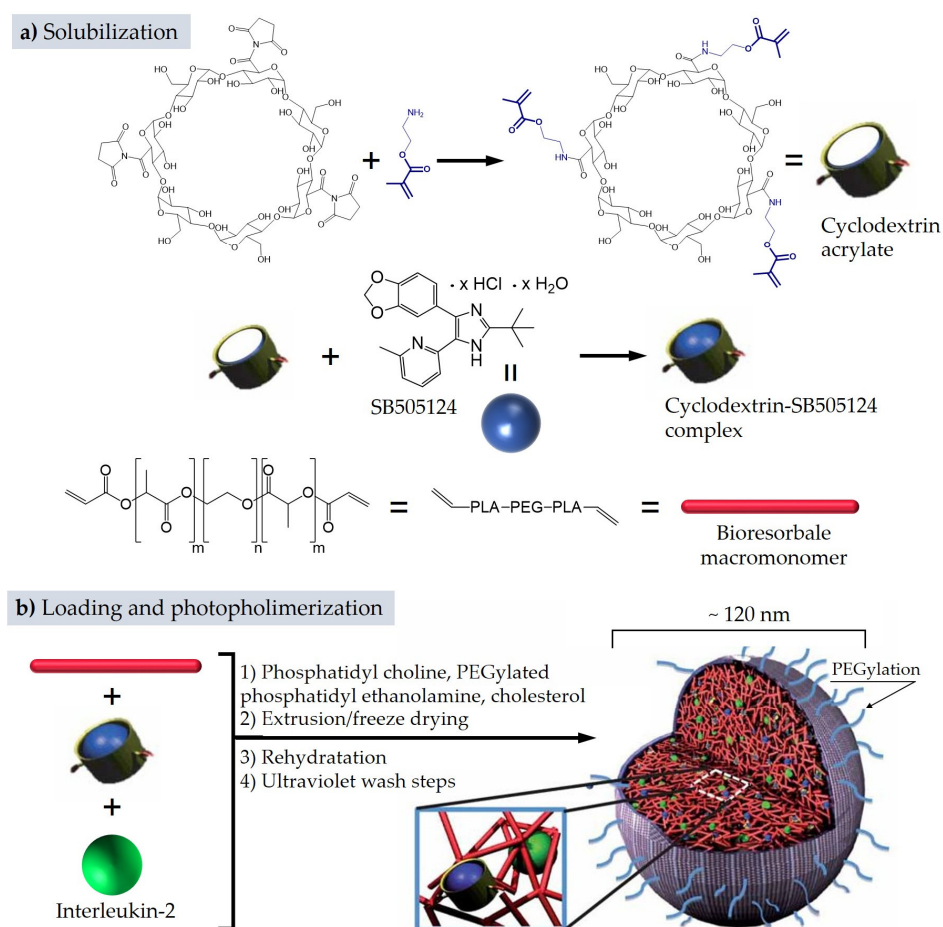 a) Solubilization
Cyclodextrin
acrylate
· x HCl · x H2O
SB505124
Cyclodextrin-SB505124
complex
PLA–PEG–PLA
Bioresorbale
macromonomer
b) Loading and photopholimerization
~ 120 nm
1) Phosphatidyl choline, PEGylated
phosphatidyl ethanolamine, cholesterol
2) Extrusion/freeze drying
3) Rehydratation
4) Ultraviolet wash steps
PEGylation
Interleukin-2